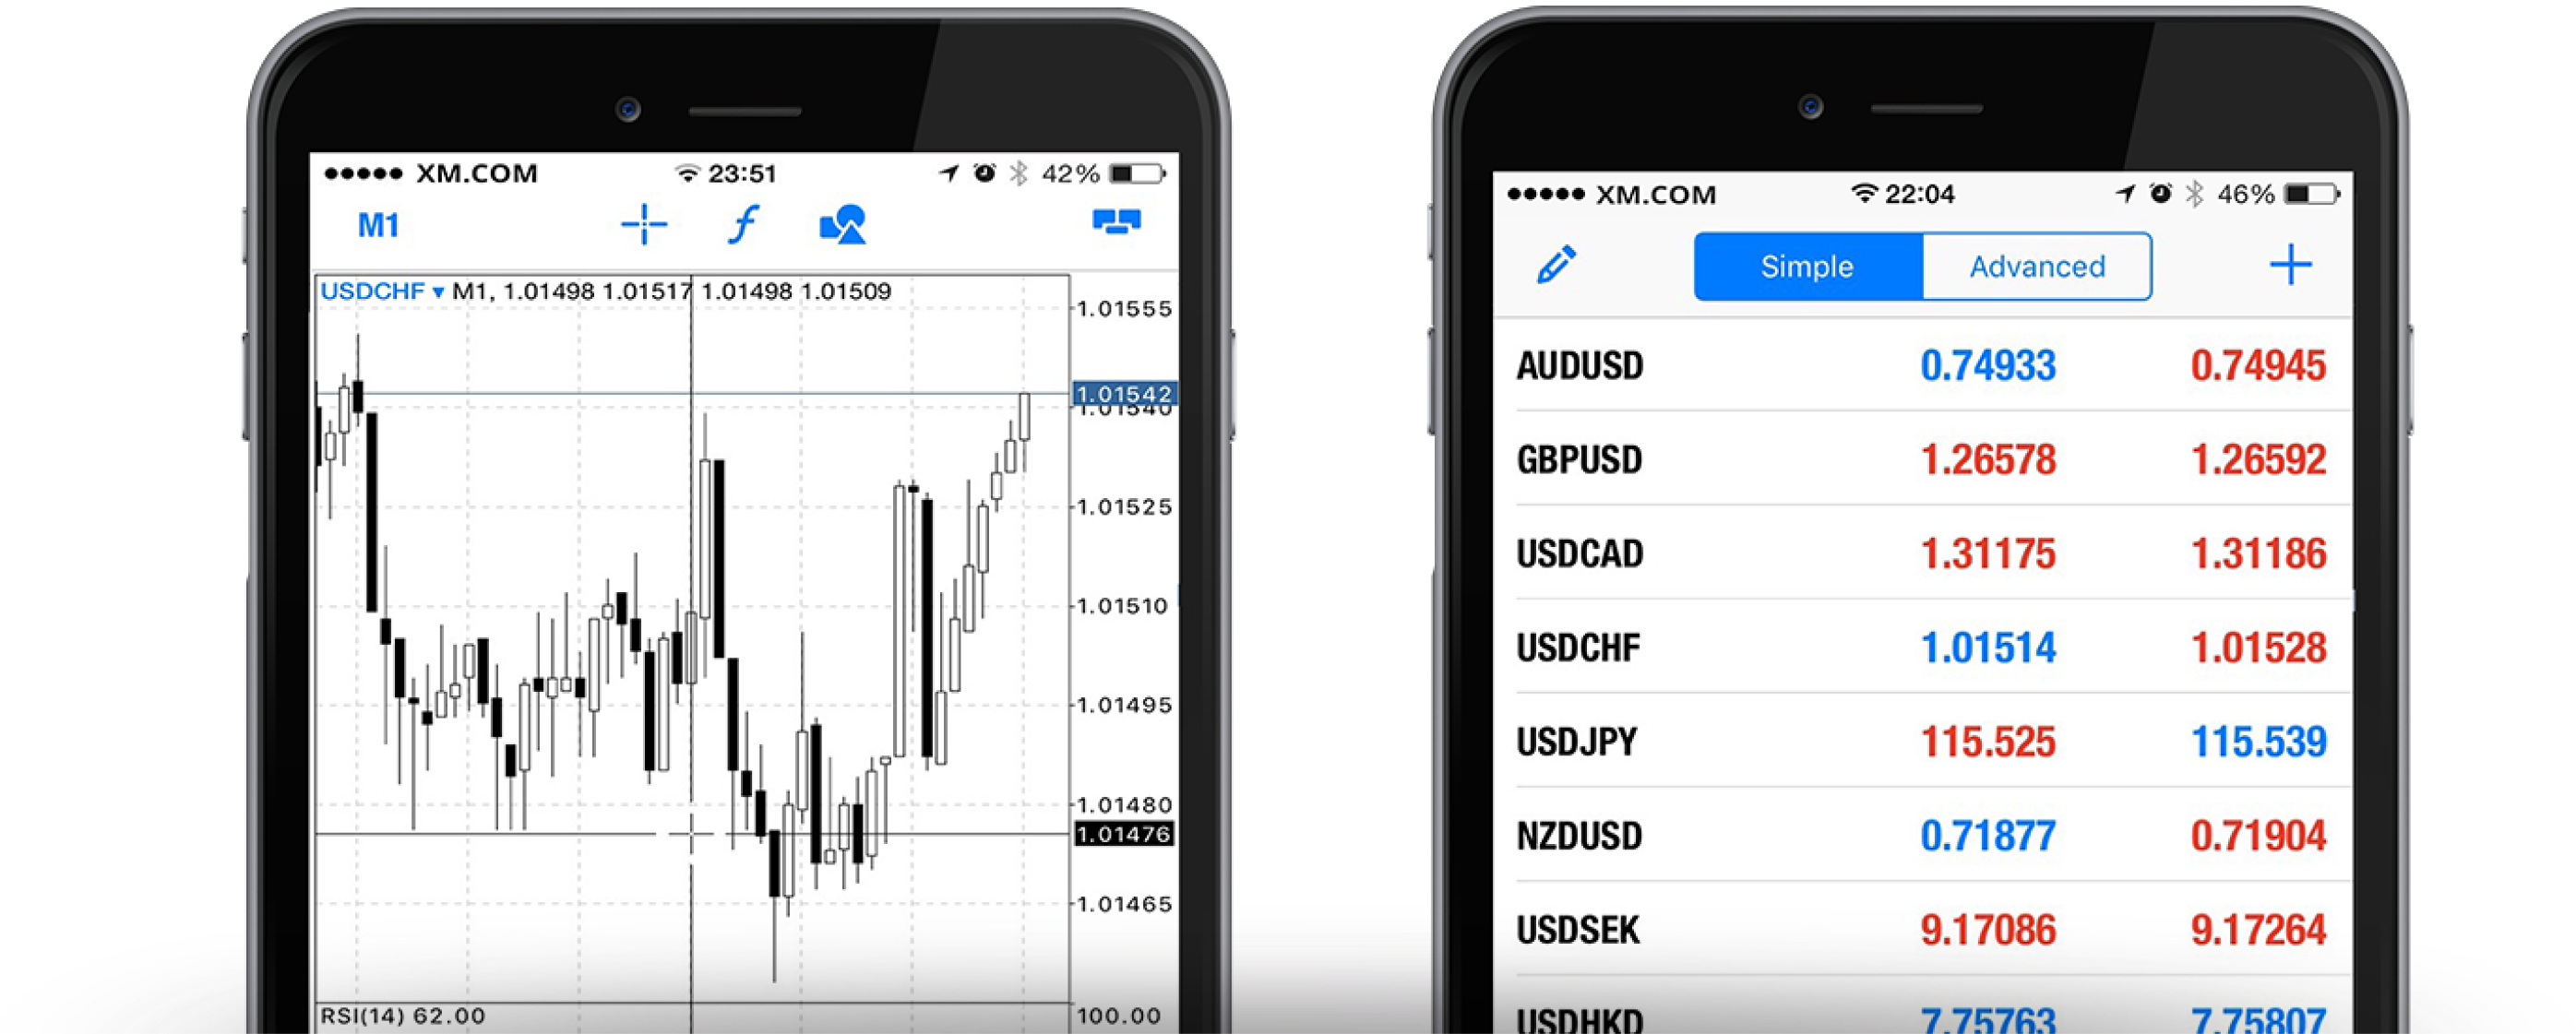 XM.COM 23:51 42%
M1 f
USDCHF ▾ M1, 1.01498 1.01517 1.01498 1.01509
1.01555
1.01542
1.01540
1.01525
1.01510
1.01495
1.01480
1.01476
1.01465
RSI(14) 62.00
100.00
XM.COM 22:04 46%
Simple Advanced
AUDUSD 0.74933 0.74945
GBPUSD 1.26578 1.26592
USDCAD 1.31175 1.31186
USDCHF 1.01514 1.01528
USDJPY 115.525 115.539
NZDUSD 0.71877 0.71904
USDSEK 9.17086 9.17264
USDHKD 7.75763 7.75807